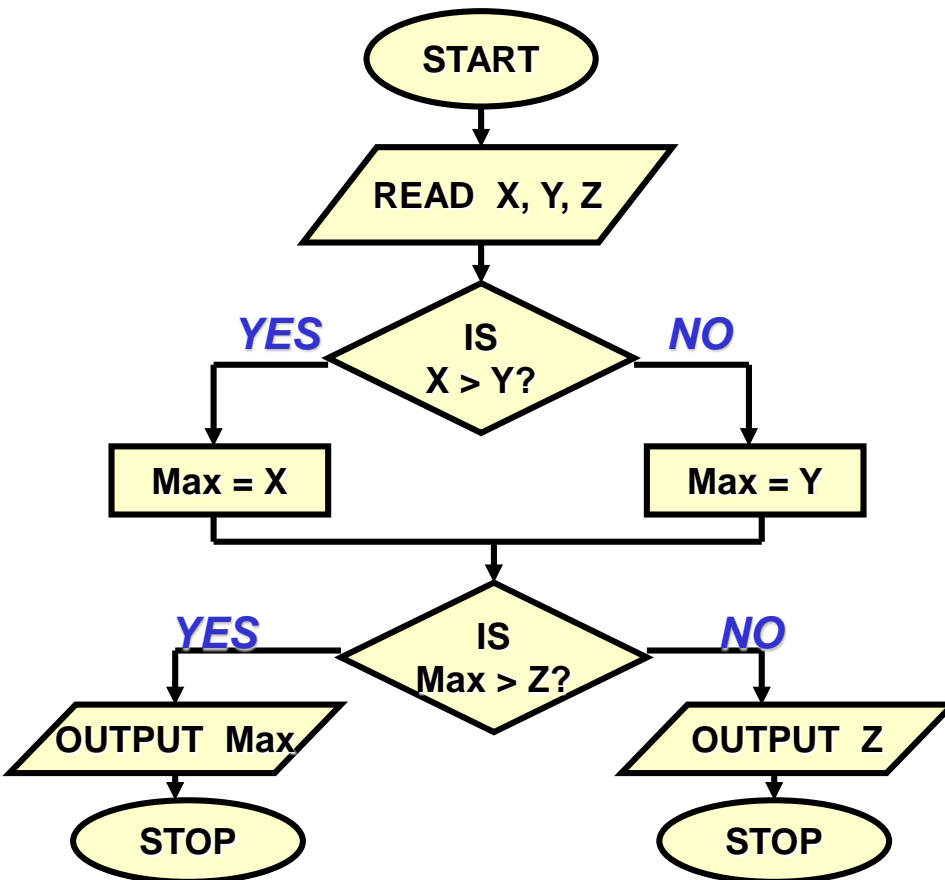 START
READ X, Y, Z
YES
NO
IS
X > Y?
Max = X
Max = Y
YES
NO
IS
Max > Z?
OUTPUT Max
OUTPUT Z
STOP
STOP